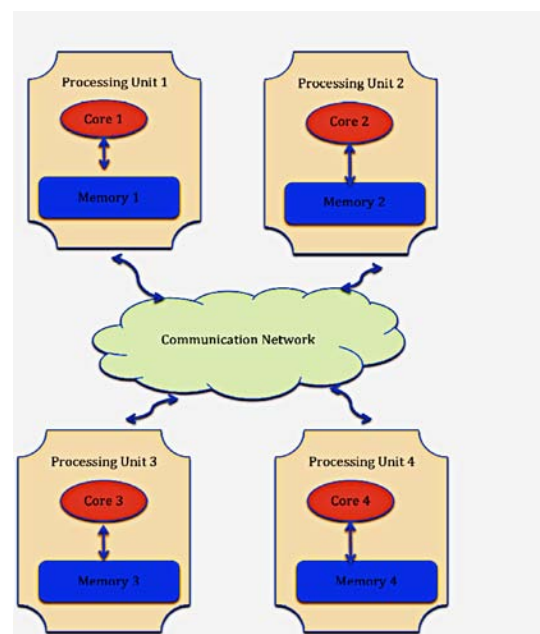 Processing Unit 1
Core 1
Memory 1
Processing Unit 2
Core 2
Memory 2
Communication Network
Processing Unit 3
Core 3
Memory 3
Processing Unit 4
Core 4
Memory 4